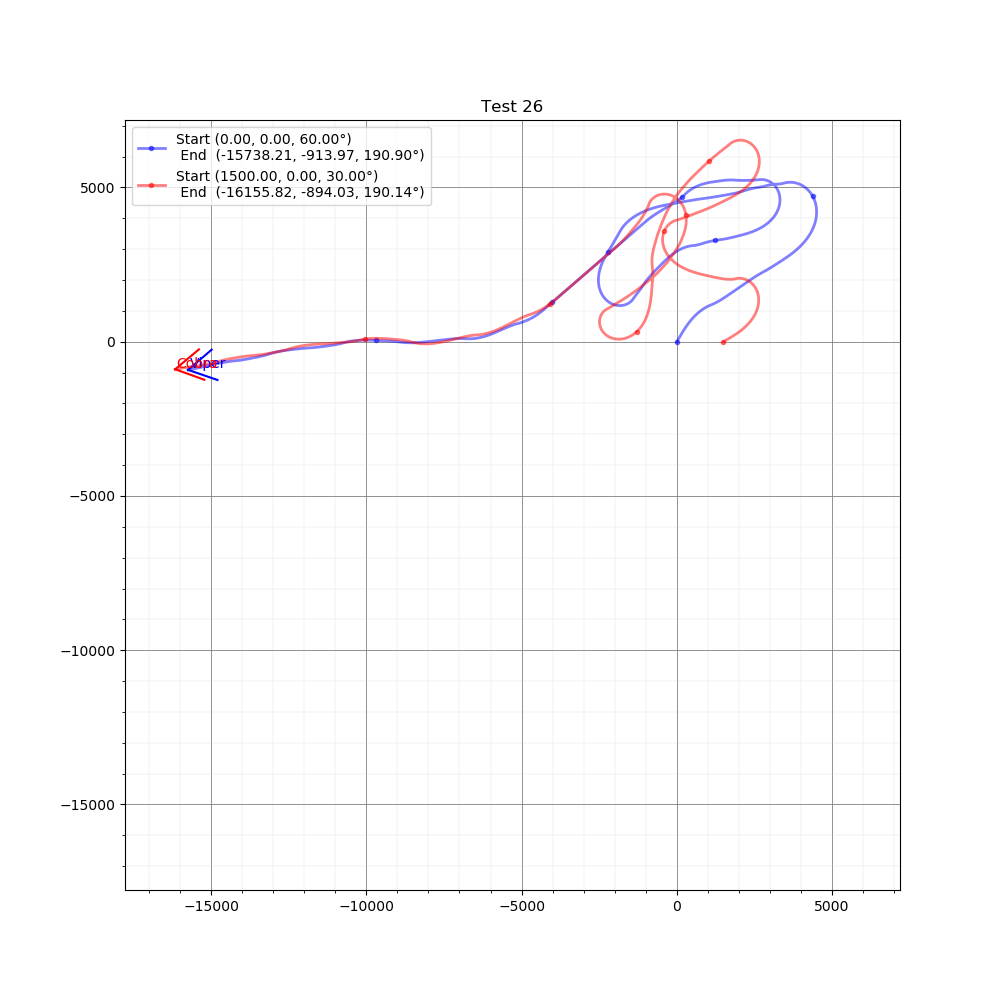 Test 26
Start (0.00, 0.00, 60.00°)
End (-15738.21, -913.97, 190.90°)
Start (1500.00, 0.00, 30.00°)
End (-16155.82, -894.03, 190.14°)
5000
0
−5000
−10000
−15000
−15000
−10000
−5000
0
5000